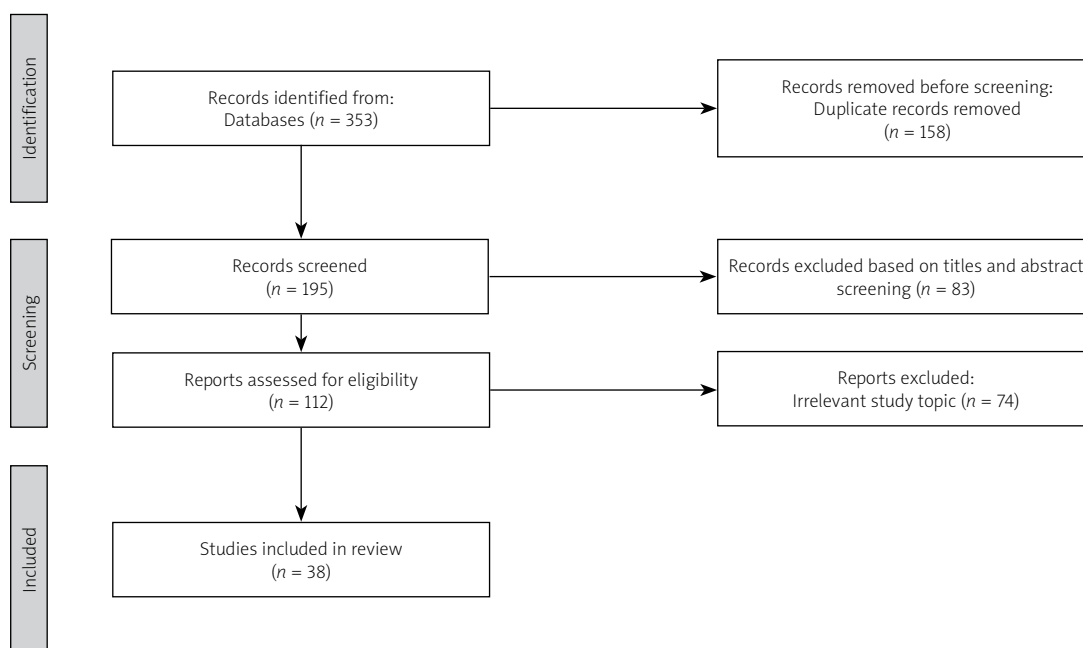 Identification
Records identified from:
Databases (n = 353)
Records removed before screening:
Duplicate records removed
(n = 158)
Screening
Records screened
(n = 195)
Records excluded based on titles and abstract
screening (n = 83)
Reports assessed for eligibility
(n = 112)
Reports excluded:
Irrelevant study topic (n = 74)
Included
Studies included in review
(n = 38)